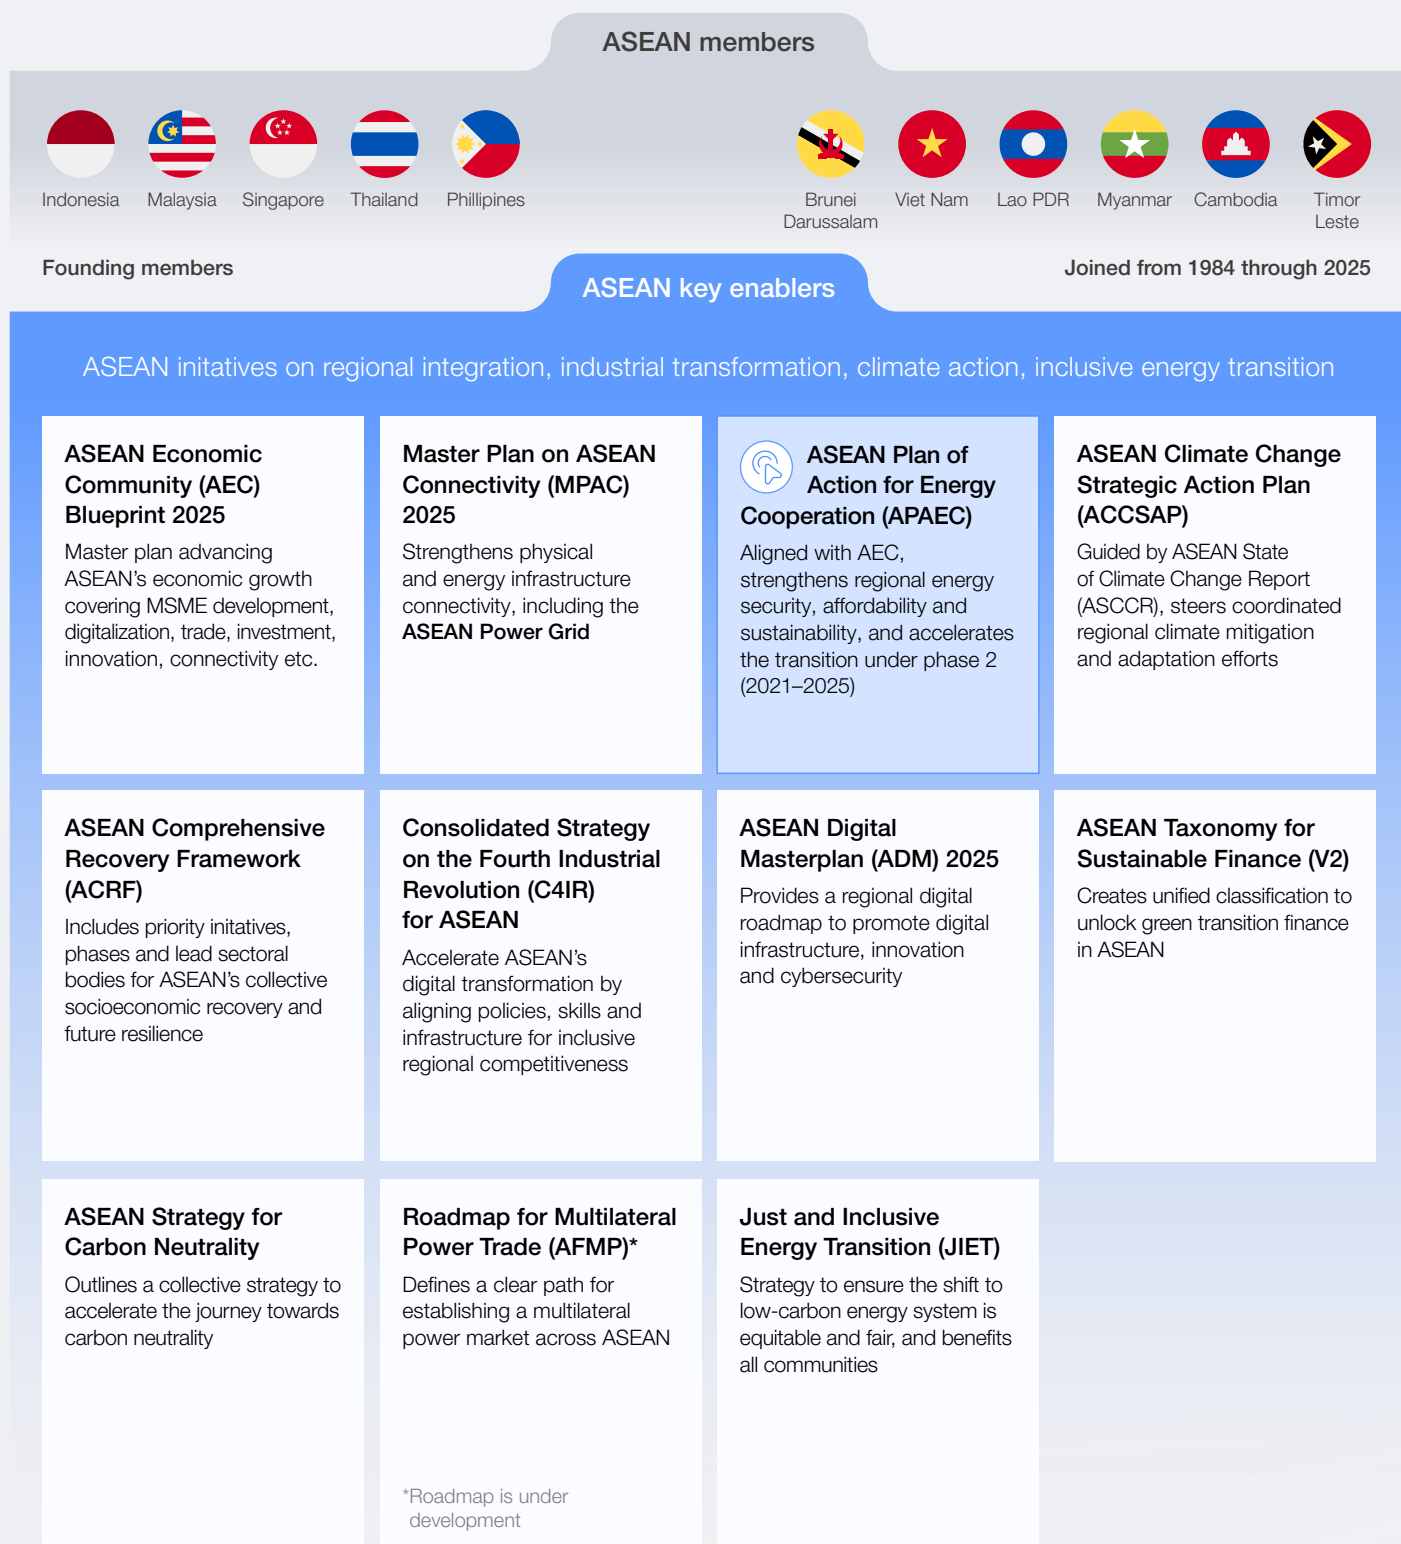 ASEAN members
Indonesia
Malaysia
Singapore
Thailand
Phillipines
Brunei
Darussalam
Viet Nam
Lao PDR
Myanmar
Cambodia
Timor
Leste
Founding members
Joined from 1984 through 2025
ASEAN key enablers
ASEAN initatives on regional integration, industrial transformation, climate action, inclusive energy transition
ASEAN Economic
Community (AEC)
Blueprint 2025
Master plan advancing
ASEAN’s economic growth
covering MSME development,
digitalization, trade, investment,
innovation, connectivity etc.
Master Plan on ASEAN
Connectivity (MPAC)
2025
Strengthens physical
and energy infrastructure
connectivity, including the
ASEAN Power Grid
ASEAN Plan of
Action for Energy
Cooperation (APAEC)
Aligned with AEC,
strengthens regional energy
security, affordability and
sustainability, and accelerates
the transition under phase 2
(2021–2025)
ASEAN Climate Change
Strategic Action Plan
(ACCSAP)
Guided by ASEAN State
of Climate Change Report
(ASCCR), steers coordinated
regional climate mitigation
and adaptation efforts
ASEAN Comprehensive
Recovery Framework
(ACRF)
Includes priority initatives,
phases and lead sectoral
bodies for ASEAN’s collective
socioeconomic recovery and
future resilience
Consolidated Strategy
on the Fourth Industrial
Revolution (C4IR)
for ASEAN
Accelerate ASEAN’s
digital transformation by
aligning policies, skills and
infrastructure for inclusive
regional competitiveness
ASEAN Digital
Masterplan (ADM) 2025
Provides a regional digital
roadmap to promote digital
infrastructure, innovation
and cybersecurity
ASEAN Taxonomy for
Sustainable Finance (V2)
Creates unified classification to
unlock green transition finance
in ASEAN
ASEAN Strategy for
Carbon Neutrality
Outlines a collective strategy to
accelerate the journey towards
carbon neutrality
Roadmap for Multilateral
Power Trade (AFMP)*
Defines a clear path for
establishing a multilateral
power market across ASEAN
*Roadmap is under
development
Just and Inclusive
Energy Transition (JIET)
Strategy to ensure the shift to
low-carbon energy system is
equitable and fair, and benefits
all communities